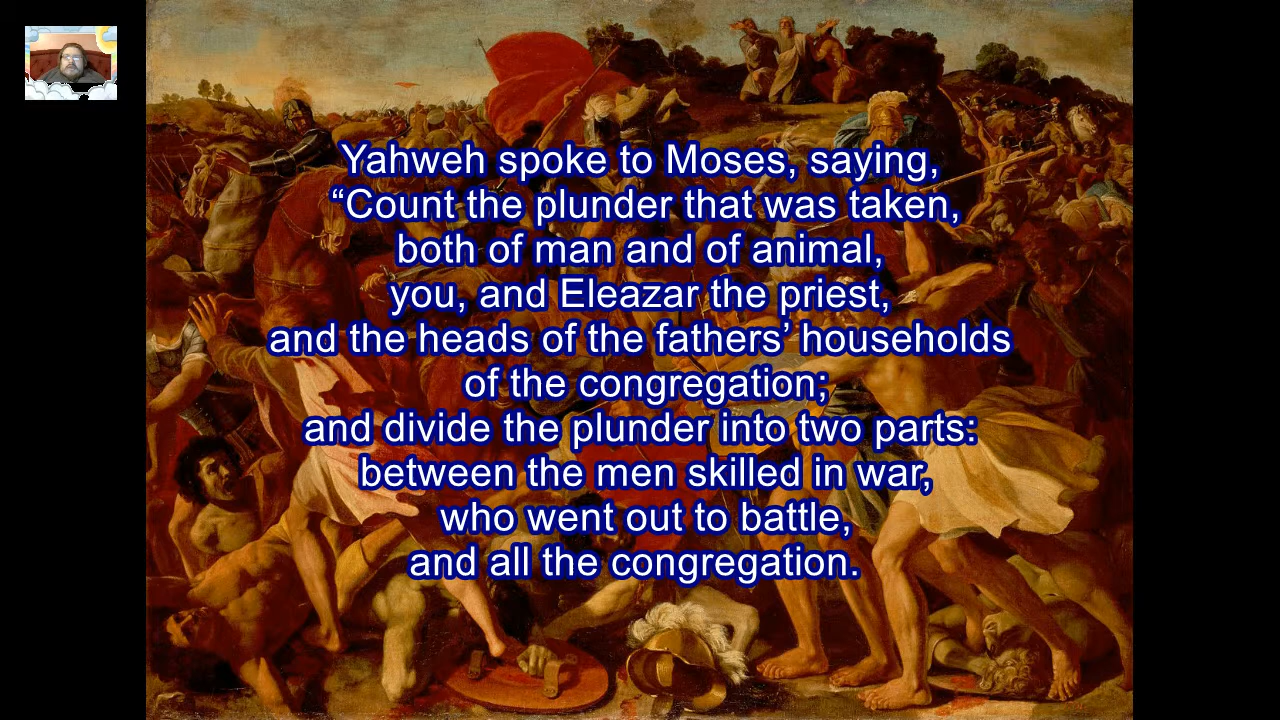 Yahweh spoke to Moses, saying,
“Count the plunder that was taken,
both of man and of animal,
you, and Eleazar the priest,
and the heads of the fathers’ households
of the congregation;
and divide the plunder into two parts:
between the men skilled in war,
who went out to battle,
and all the congregation.